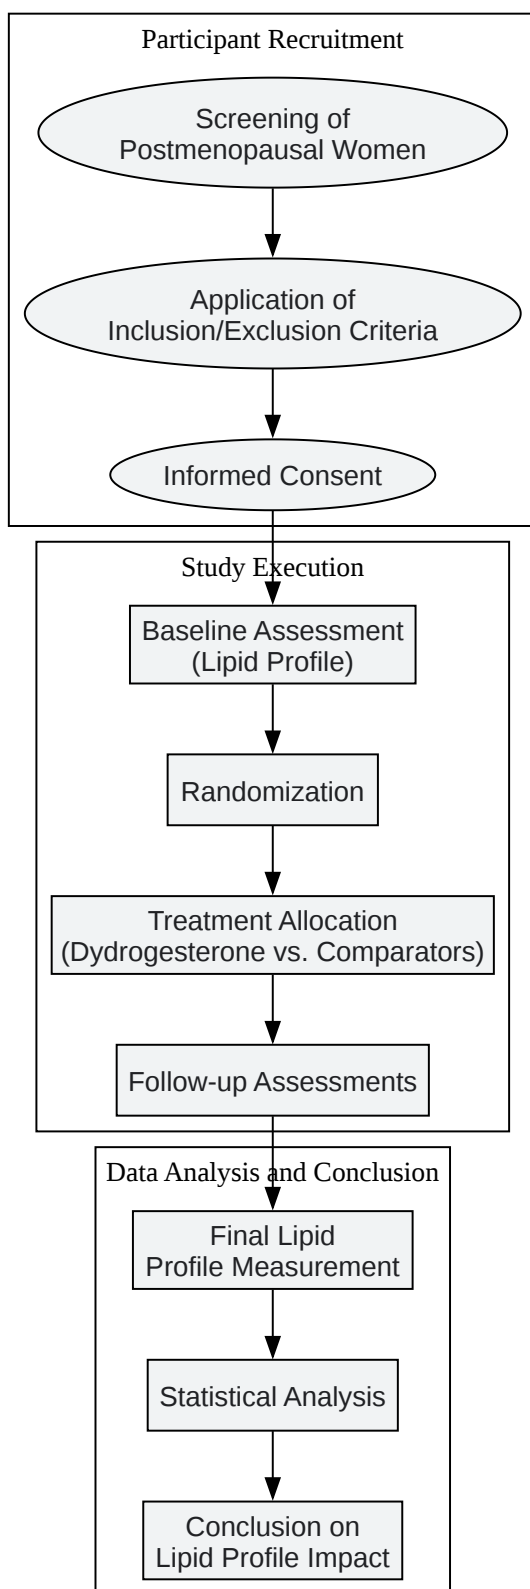 Participant Recruitment
Screening of
Postmenopausal Women
Application of
Inclusion/Exclusion Criteria
Informed Consent
Study Execution
Baseline Assessment
(Lipid Profile)
Randomization
Treatment Allocation
(Dydrogesterone vs. Comparators)
Follow-up Assessments
Data Analysis and Conclusion
Final Lipid
Profile Measurement
Statistical Analysis
Conclusion on
Lipid Profile Impact